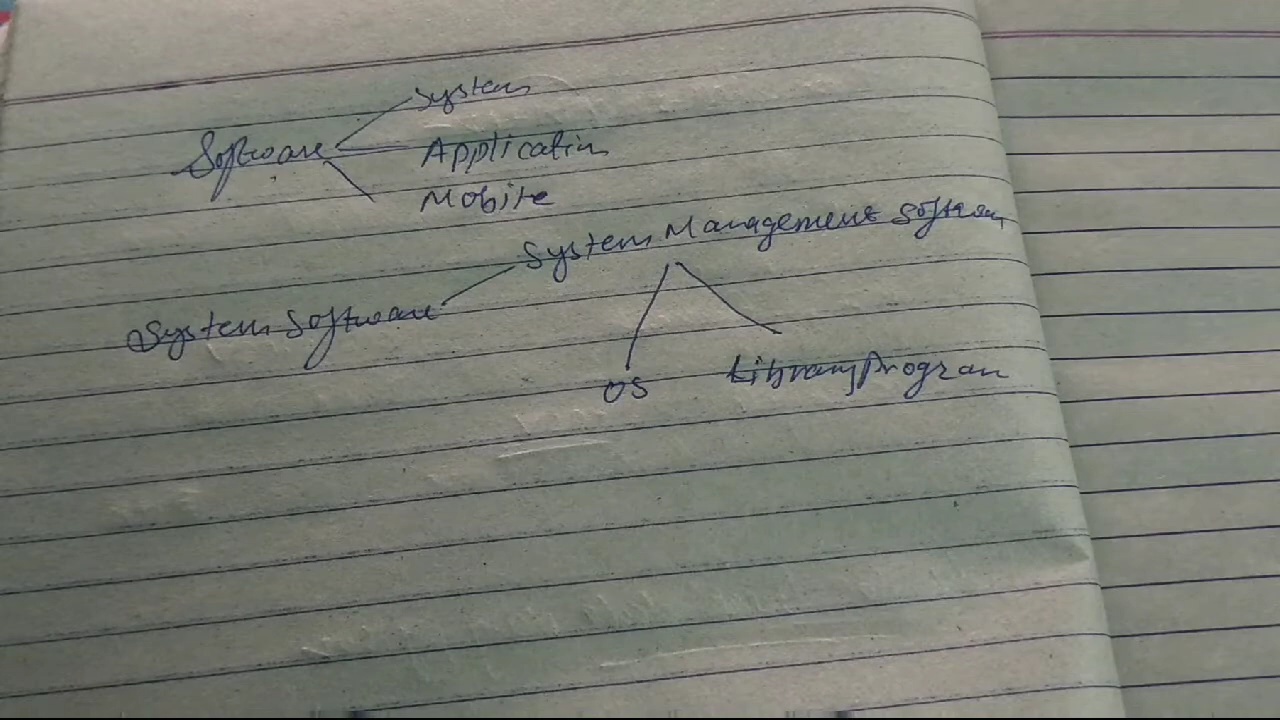 System
Software
Application
Mobile
System Management Software
System Software
OS
Library Program